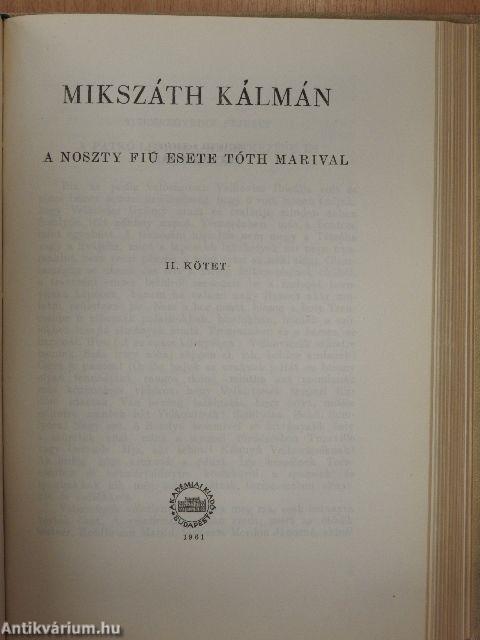 MIKSZÁTH KÁLMÁN
A NOSZTY FIÚ ESETE TÓTH MARIVAL
II. KÖTET
AKADÉMIAI KIADÓ
BUDAPEST
1961
Antikvárium.hu